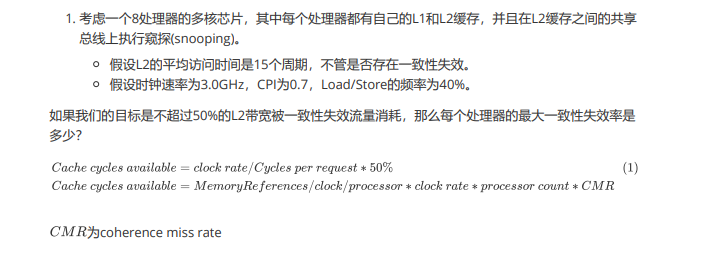 1. 考虑一个8处理器的多核芯片，其中每个处理器都有自己的L1和L2缓存，并且在L2缓存之间的共享
总线上执行窥探(snooping)。
○ 假设L2的平均访问时间是15个周期，不管是否存在一致性失效。
○ 假设时钟速率为3.0GHz，CPI为0.7，Load/Store的频率为40%。
如果我们的目标是不超过50%的L2带宽被一致性失效流量消耗，那么每个处理器的最大一致性失效率是
多少？
Cache cycles available = clock rate/Cycles per request * 50% (1)
Cache cycles available = MemoryReferences/clock/processor * clock rate * processor count * CMR
CMR为coherence miss rate